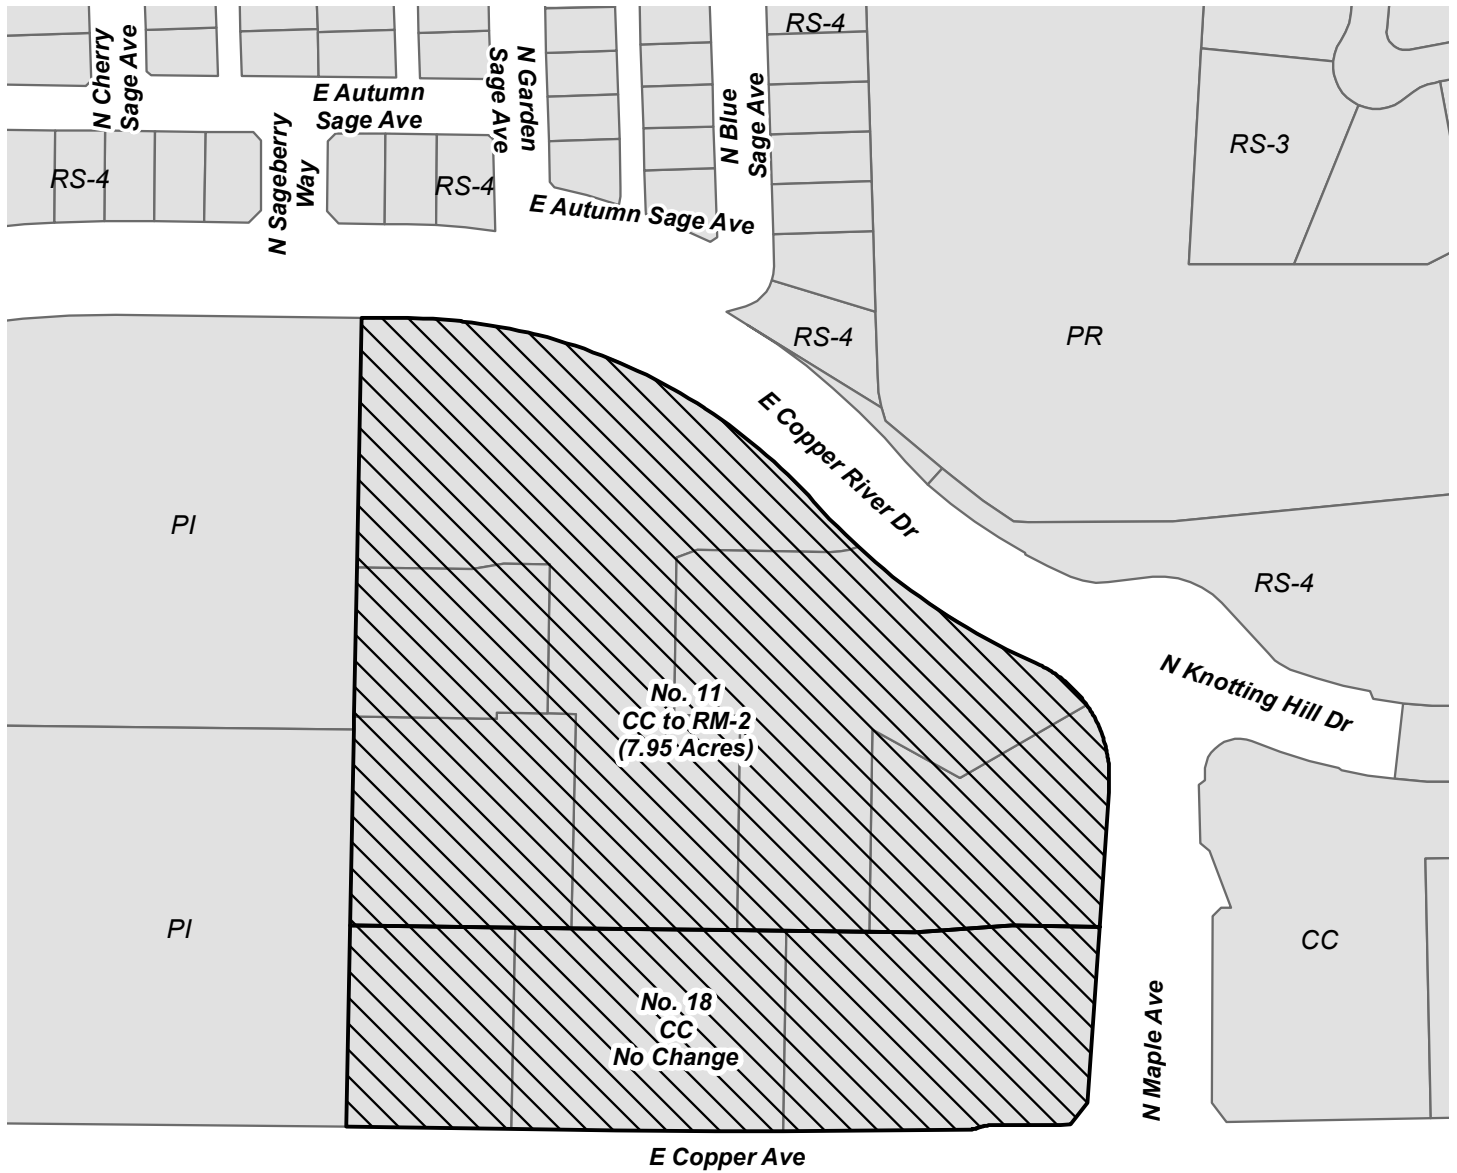 RS-4
N Cherry
Sage Ave
E Autumn
Sage Ave
N Garden
Sage Ave
N Blue
Sage Ave
RS-3
RS-4
N Sageberry
Way
RS-4
E Autumn Sage Ave
RS-4
PR
E Copper River Dr
PI
RS-4
N Knotting Hill Dr
No. 11
CC to RM-2
(7.95 Acres)
PI
CC
No. 18
CC
No Change
N Maple Ave
E Copper Ave